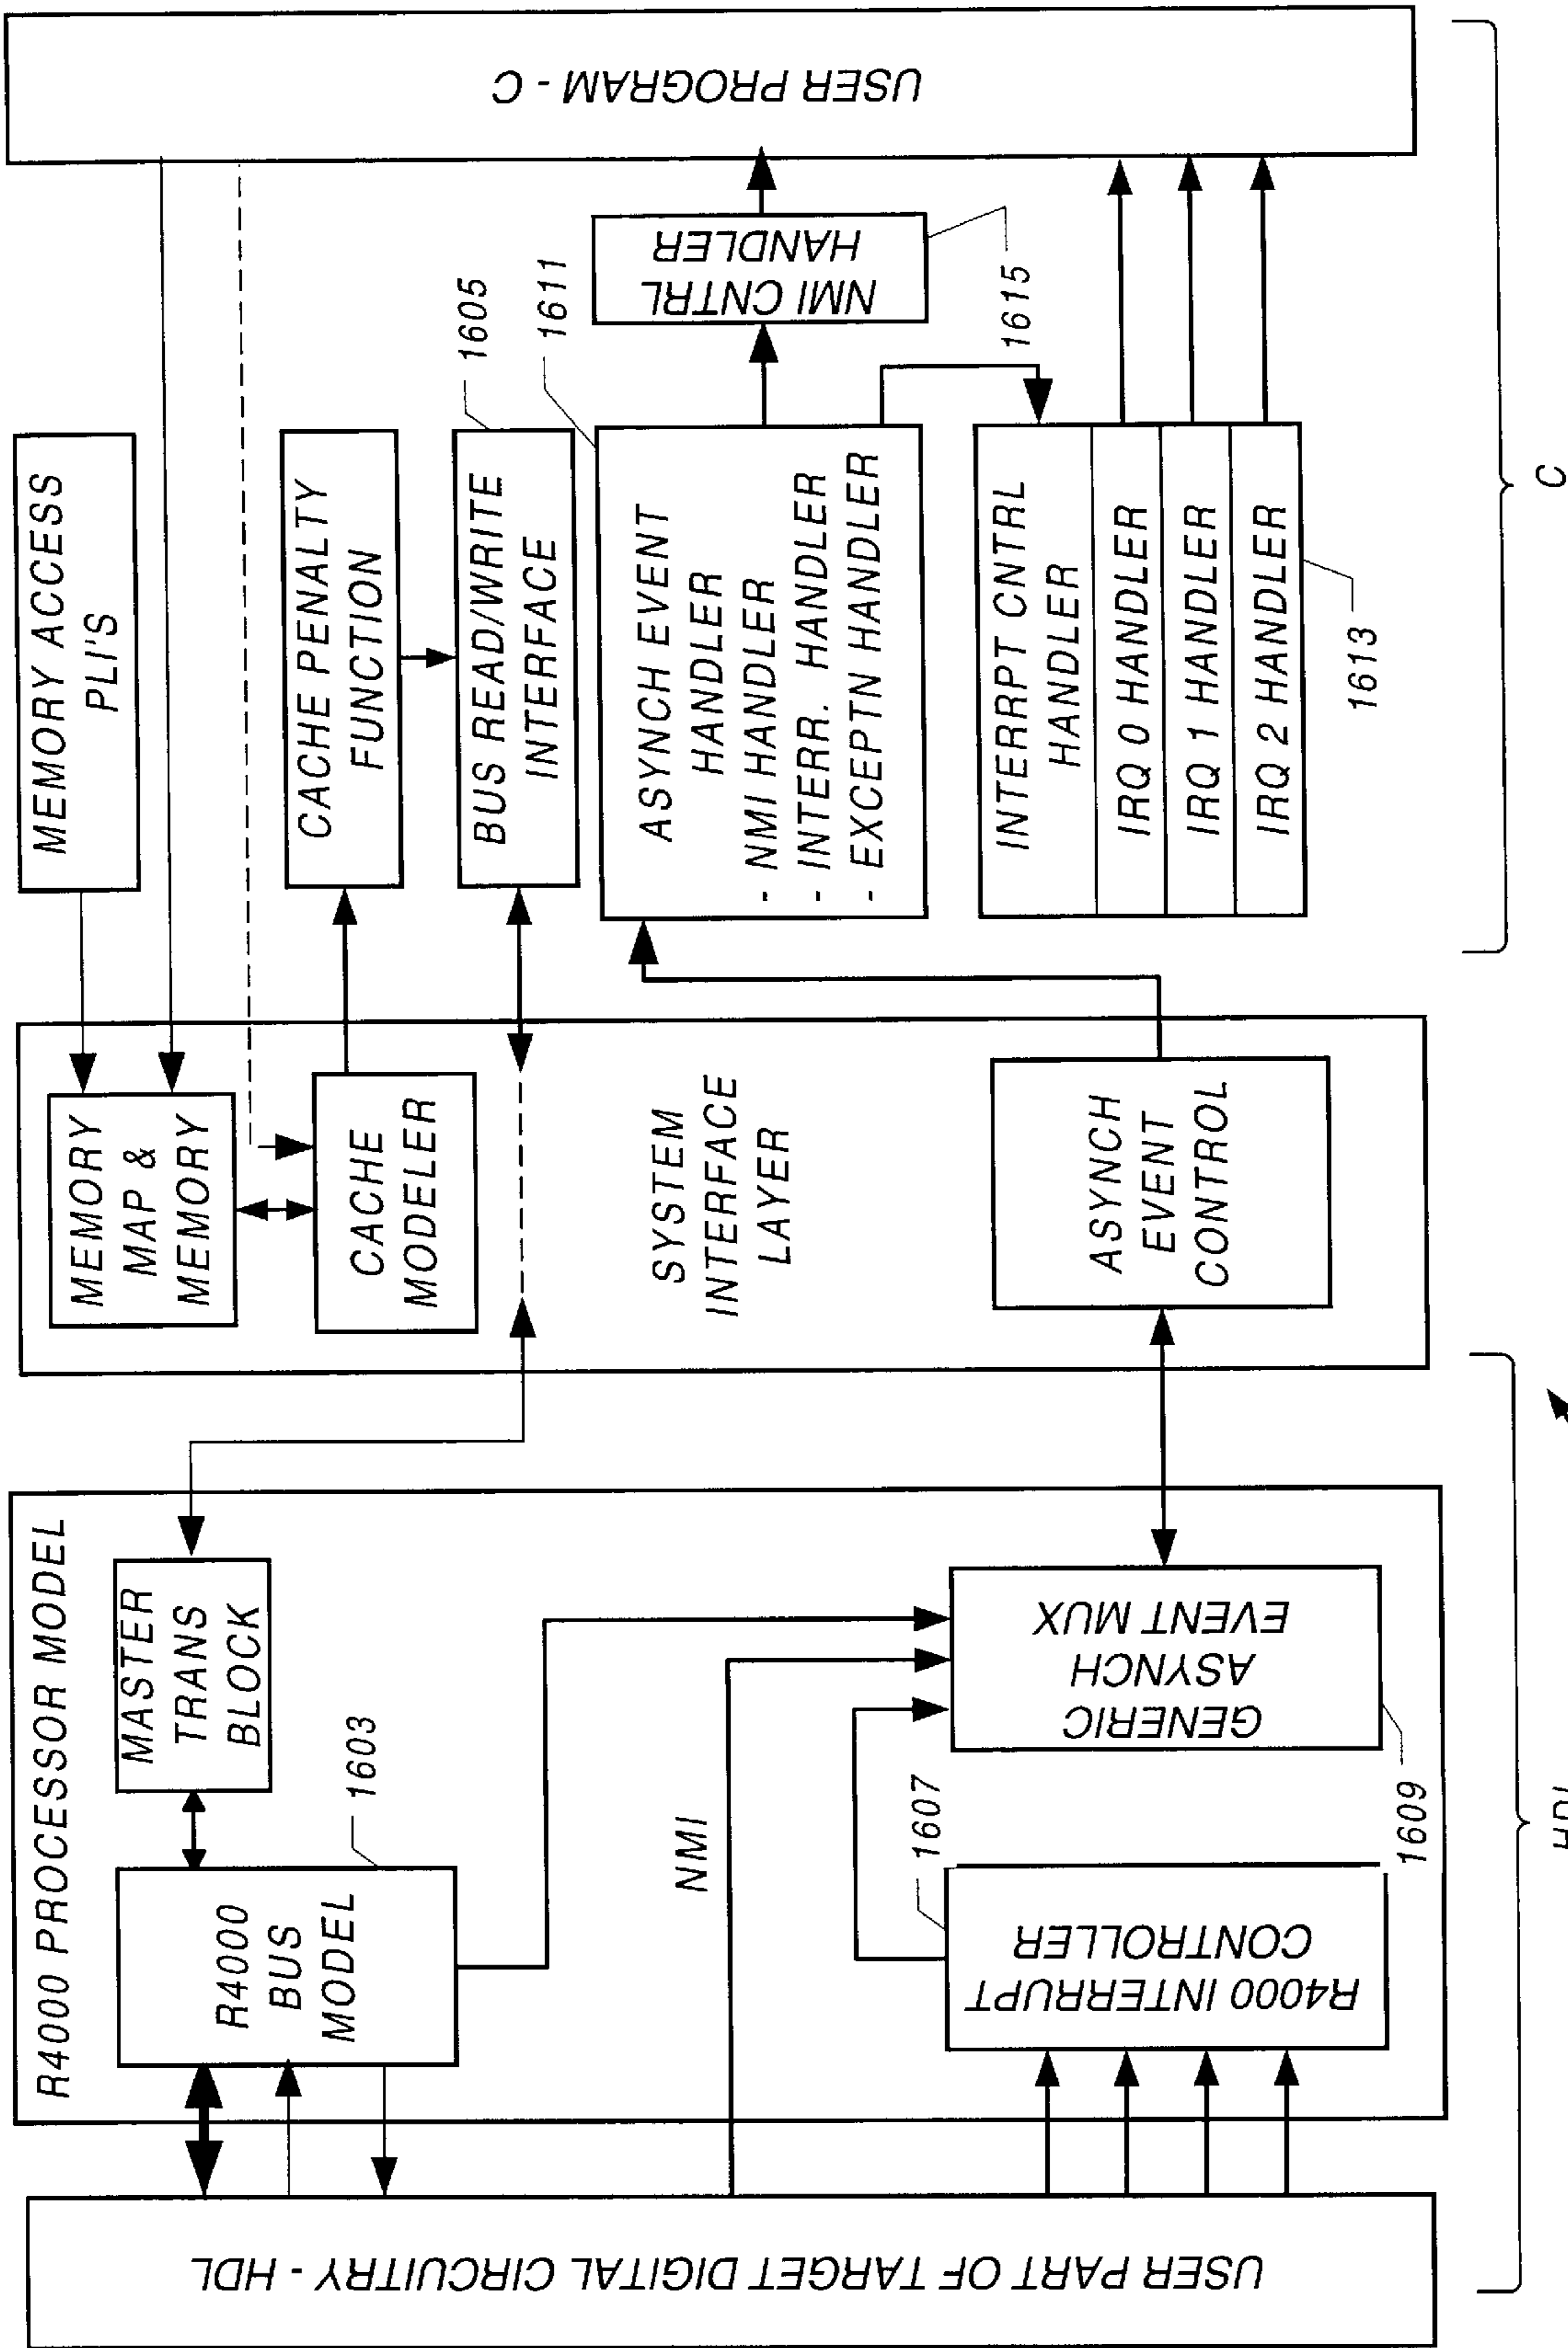 USER PART OF TARGET DIGITAL CIRCUITRY - HDL
R4000 PROCESSOR MODEL
R4000
BUS
MODEL
1603
MASTER
TRANS
BLOCK
NMI
R4000 INTERRUPT
CONTROLLER
1607
GENERIC
ASYNCH
EVENT MUX
1609
MEMORY
MAP &
MEMORY
CACHE
MODELER
SYSTEM
INTERFACE
LAYER
ASYNCH
EVENT
CONTROL
MEMORY ACCESS
PLI'S
CACHE PENALTY
FUNCTION
BUS READ/WRITE
INTERFACE
1605
1611
ASYNCH EVENT
HANDLER
- NMI HANDLER
- INTERR. HANDLER
- EXCEPTN HANDLER
NMI CNTRL
HANDLER
1615
INTERRPT CNTRL
HANDLER
IRQ 0 HANDLER
IRQ 1 HANDLER
IRQ 2 HANDLER
1613
USER PROGRAM - C
HDL
C